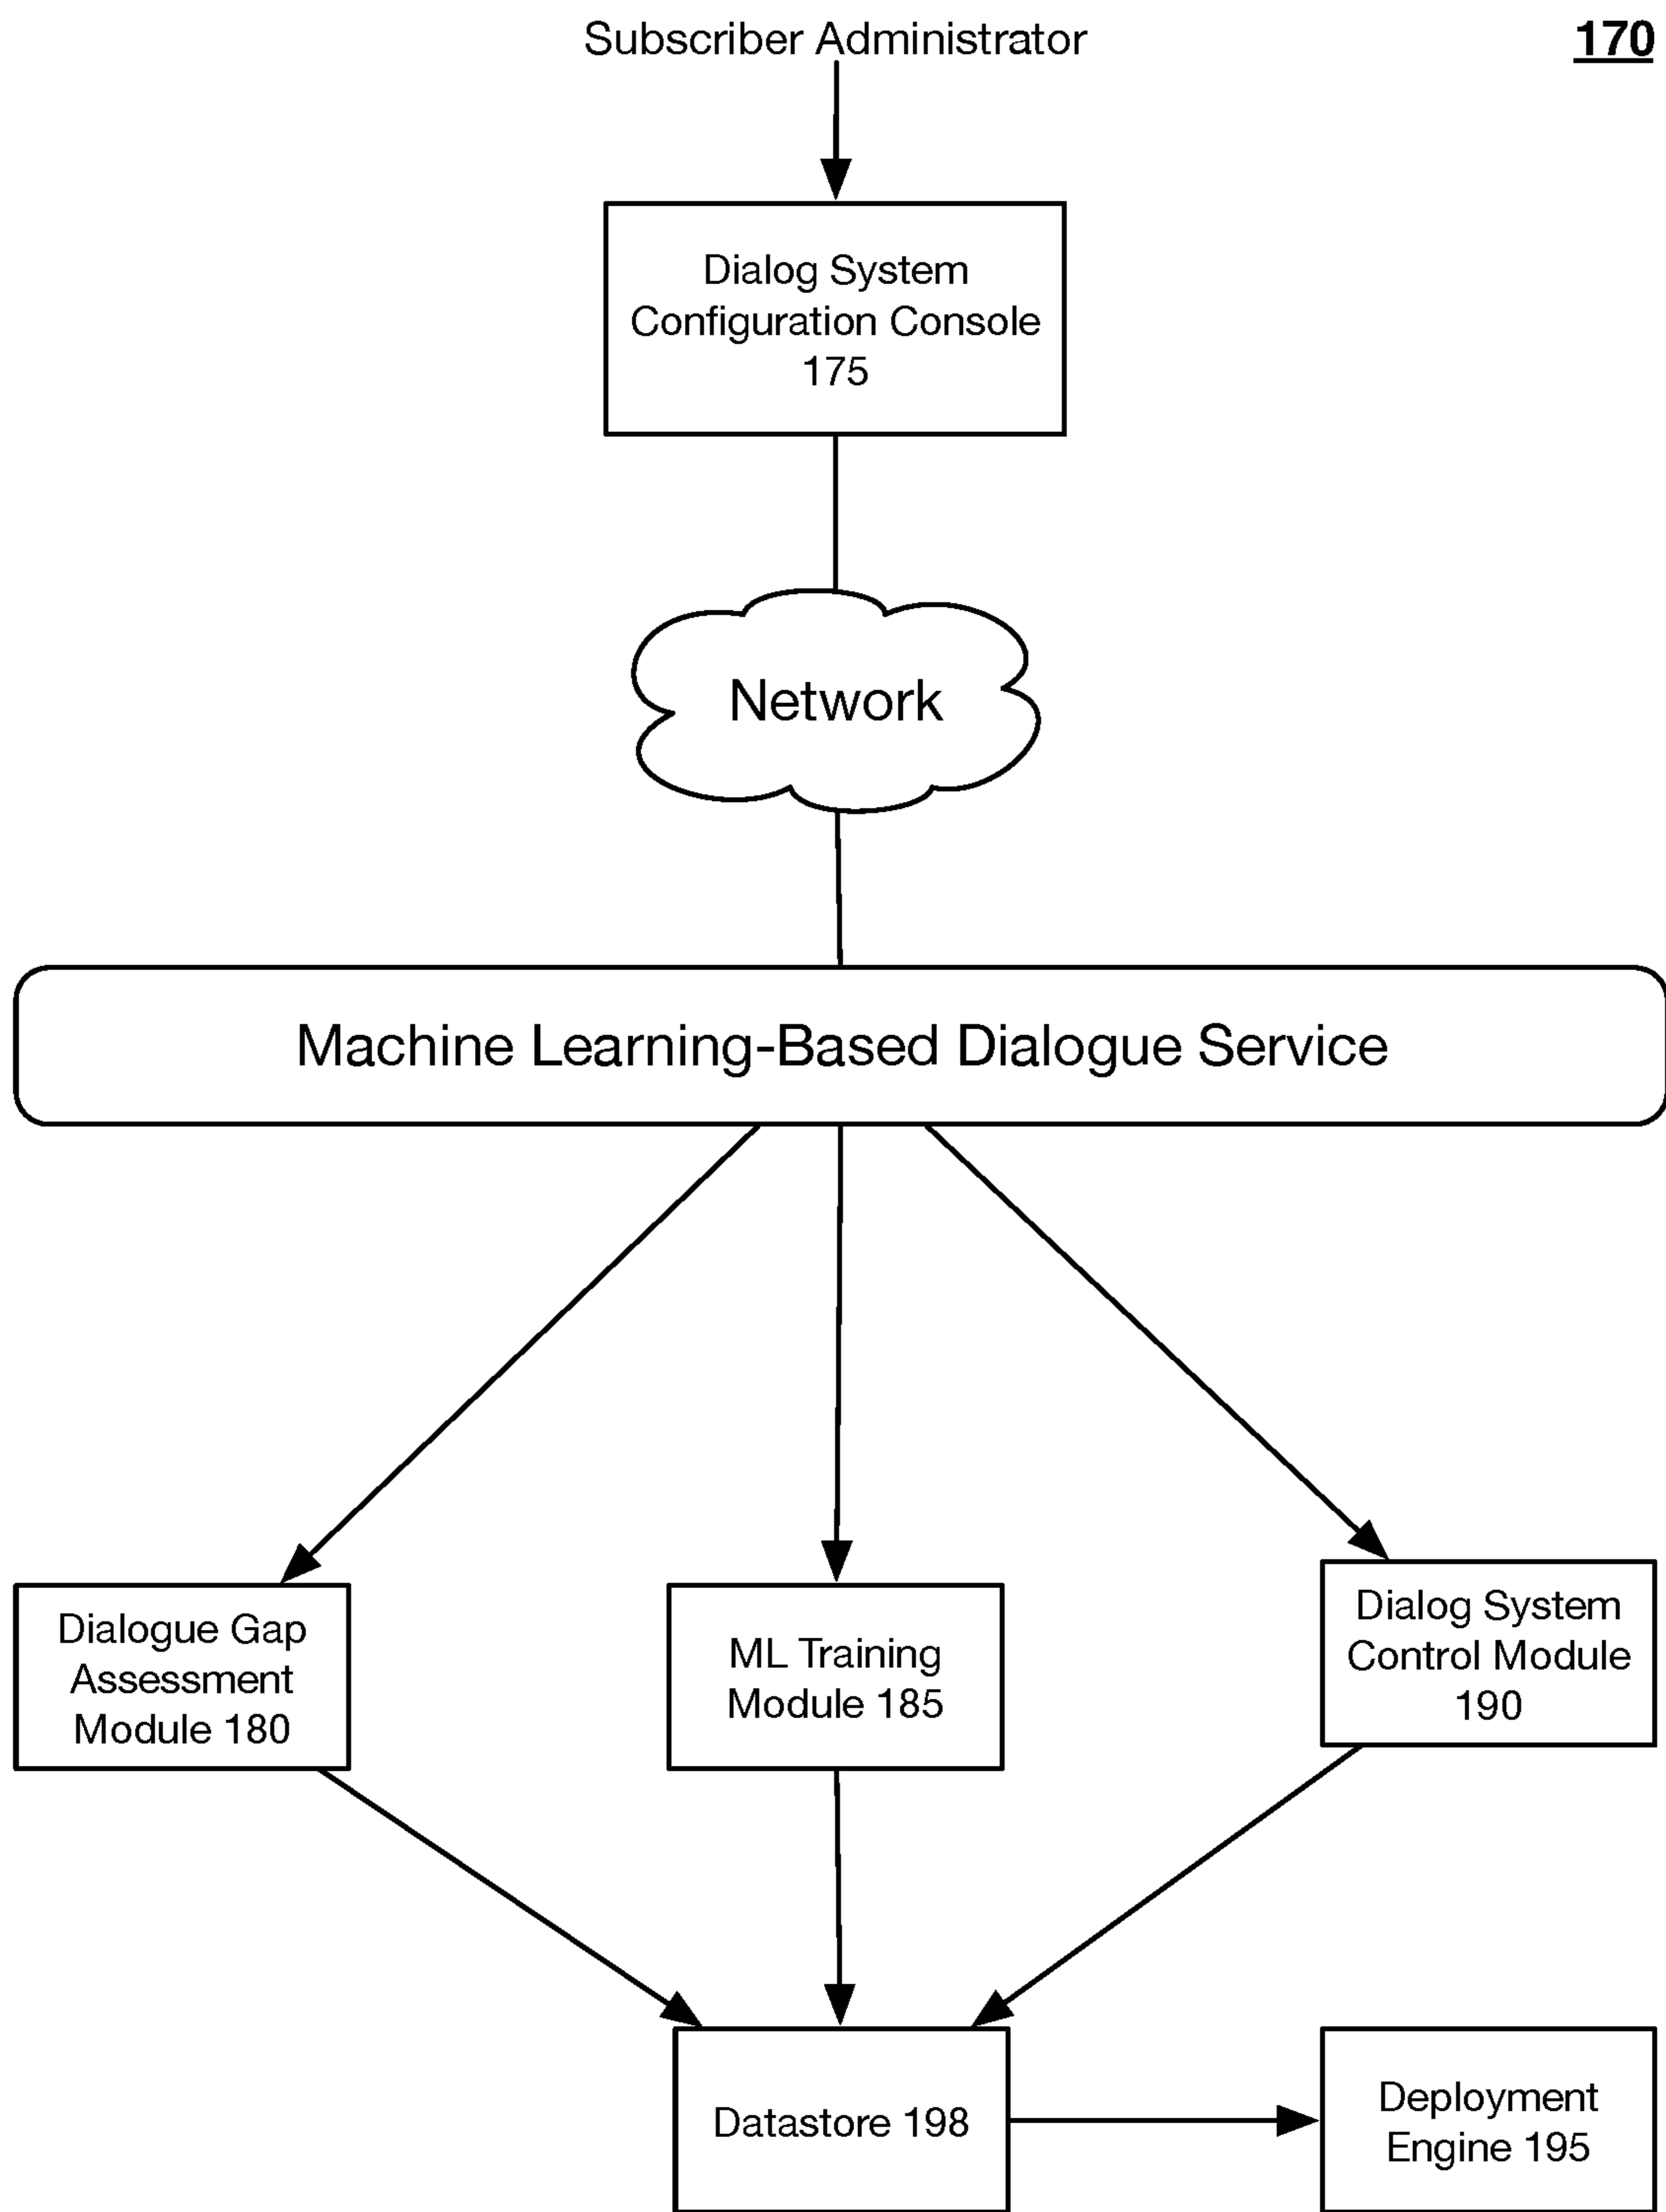 Subscriber Administrator
170
Dialog System
Configuration Console
175
Network
Machine Learning-Based Dialogue Service
Dialogue Gap
Assessment
Module 180
ML Training
Module 185
Dialog System
Control Module
190
Datastore 198
Deployment
Engine 195